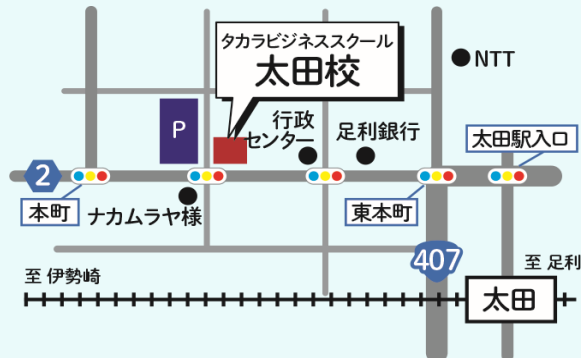 タカラビジネススクール
太田校
NTT
P
行政
センター
足利銀行
太田駅入口
2
本町
ナカムラヤ様
東本町
407
至 伊勢崎
至 足利
太田